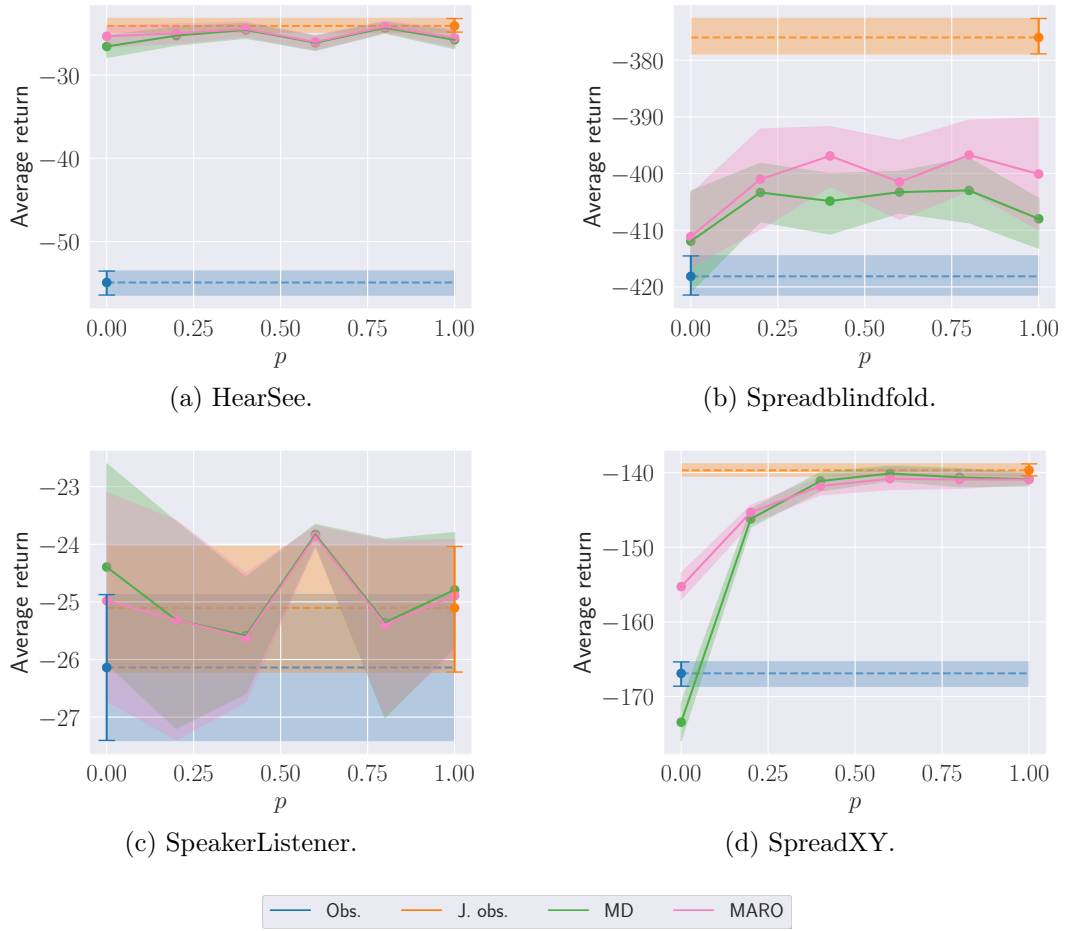 Average return
−30
−40
−50
0.00 0.25 0.50 0.75 1.00
p
(a) HearSee.
Average return
−380
−390
−400
−410
−420
0.00 0.25 0.50 0.75 1.00
p
(b) Spreadblindfold.
Average return
−23
−24
−25
−26
−27
0.00 0.25 0.50 0.75 1.00
p
(c) SpeakerListener.
Average return
−140
−150
−160
−170
0.00 0.25 0.50 0.75 1.00
p
(d) SpreadXY.
Obs. J. obs. MD MARO